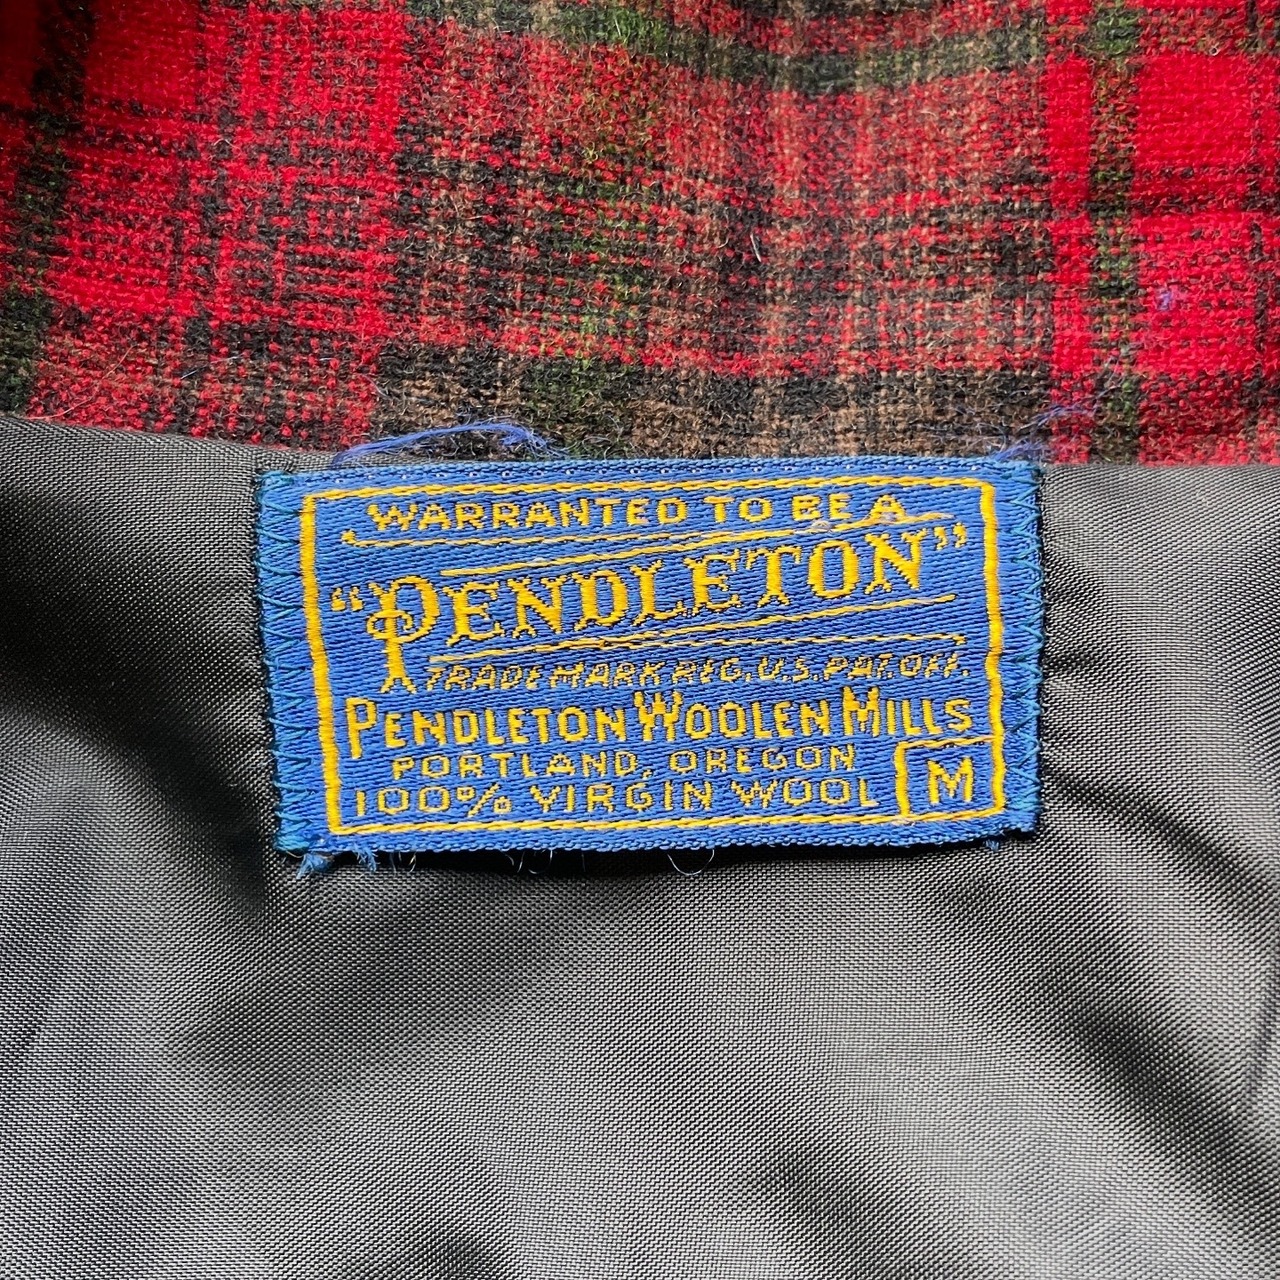 WARRANTED TO BE A
"PENDLETON"
TRADE MARK REG. U.S. PAT. OFF.
PENDLETON WOOLEN MILLS
PORTLAND, OREGON
100% VIRGIN WOOL
M